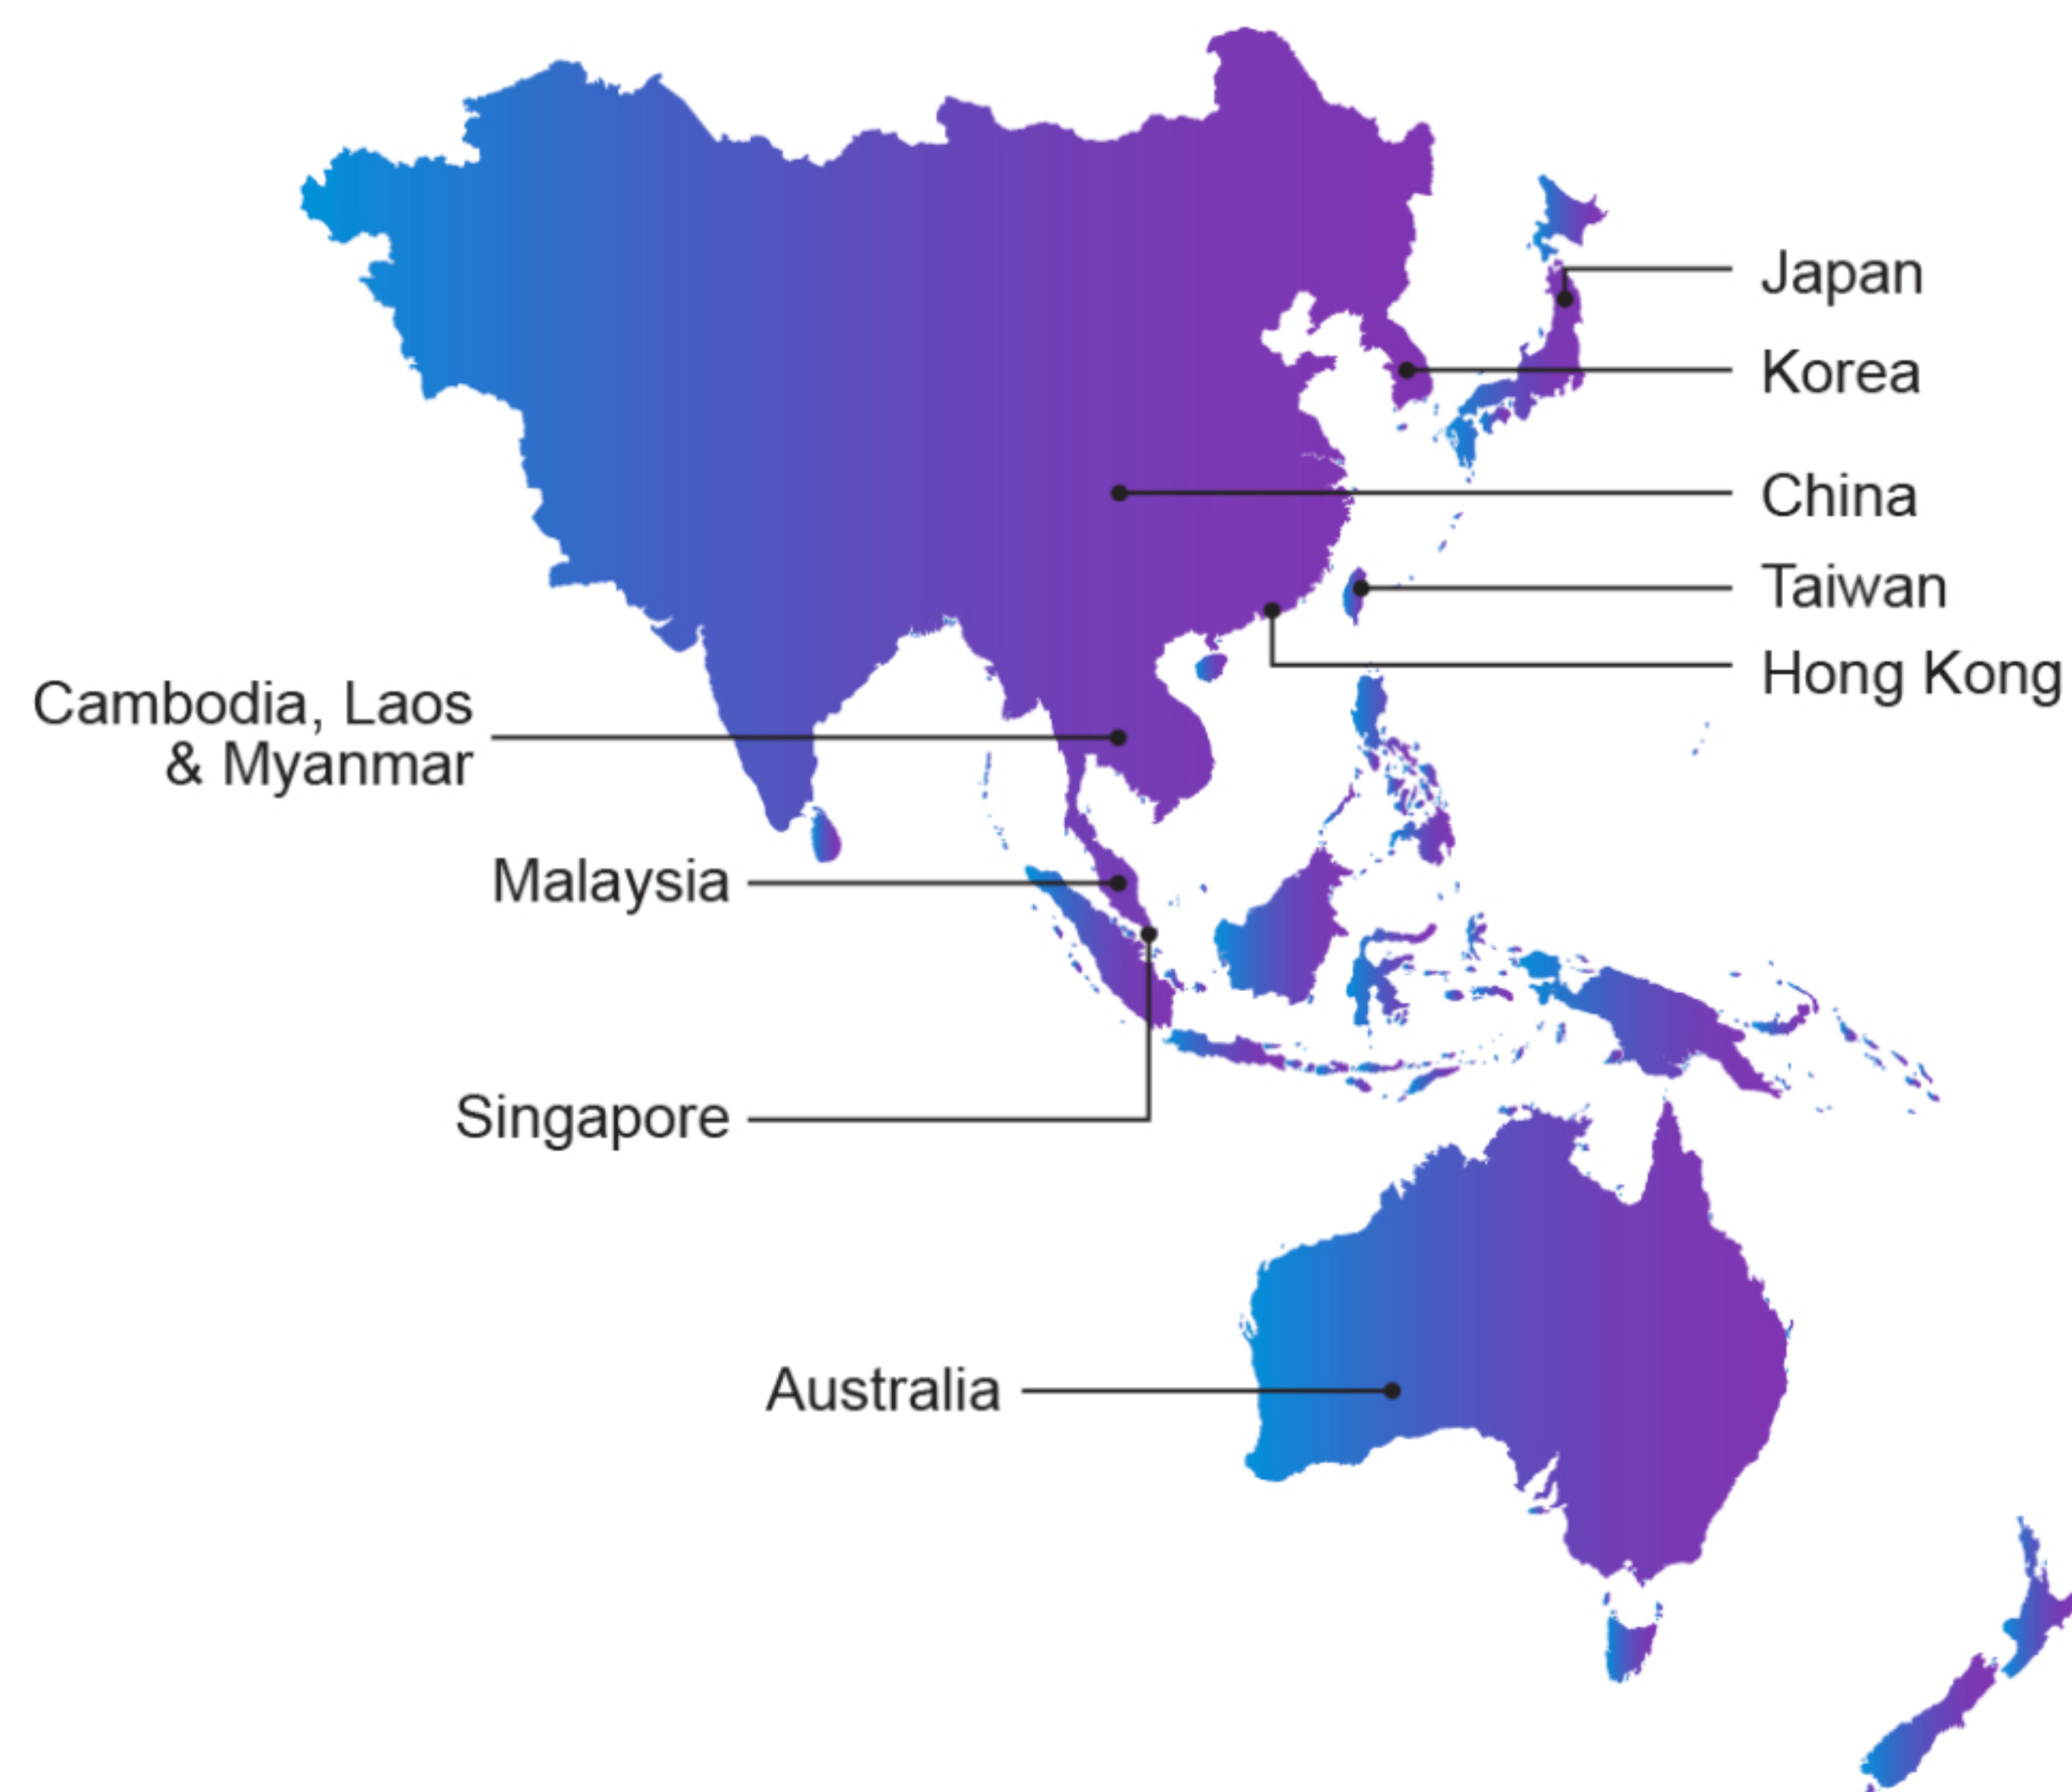 Japan
Korea
China
Taiwan
Hong Kong
Cambodia, Laos
& Myanmar
Malaysia
Singapore
Australia